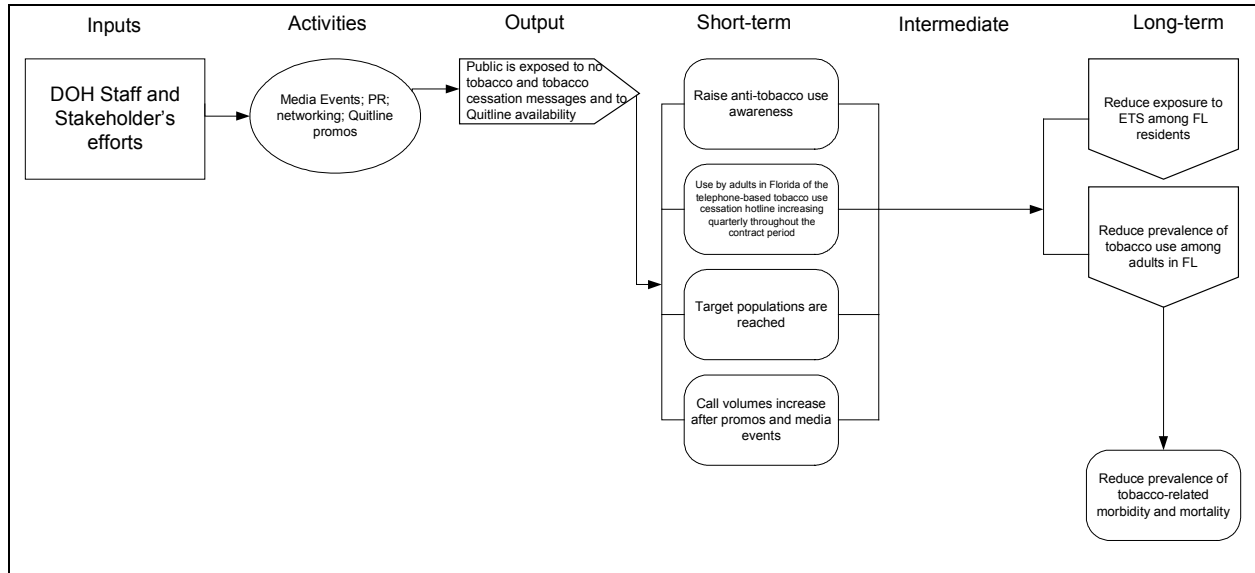 Inputs
Activities
Output
Short-term
Intermediate
Long-term
DOH Staff and
Stakeholder's
efforts
Media Events; PR;
networking; Quitline
promos
Public is exposed to no
tobacco and tobacco
cessation messages and to
Quitline availability
Raise anti-tobacco use
awareness
Use by adults in Florida of the
telephone-based tobacco use
cessation hotline increasing
quarterly throughout the
contract period
Target populations are
reached
Call volumes increase
after promos and media
events
Reduce exposure to
ETS among FL
residents
Reduce prevalence of
tobacco use among
adults in FL
Reduce prevalence of
tobacco-related
morbidity and mortality